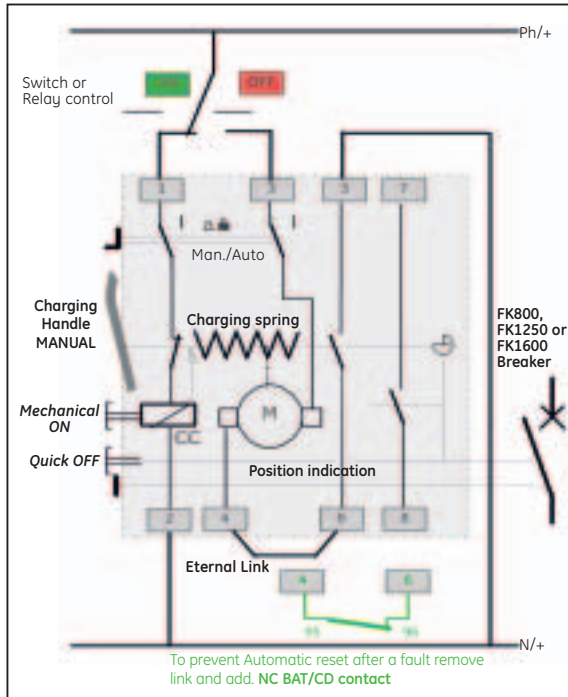 Ph/+
Switch or
Relay control
OFF
1
3
7
Man./Auto
Charging
Handle
MANUAL
Charging spring
FK800,
FK1250 or
FK1600
Breaker
M
Mechanical
ON
CC
Quick OFF
Position indication
2
4
6
8
Eternal Link
4
6
95
96
N/+
To prevent Automatic reset after a fault remove
link and add. NC BAT/CD contact